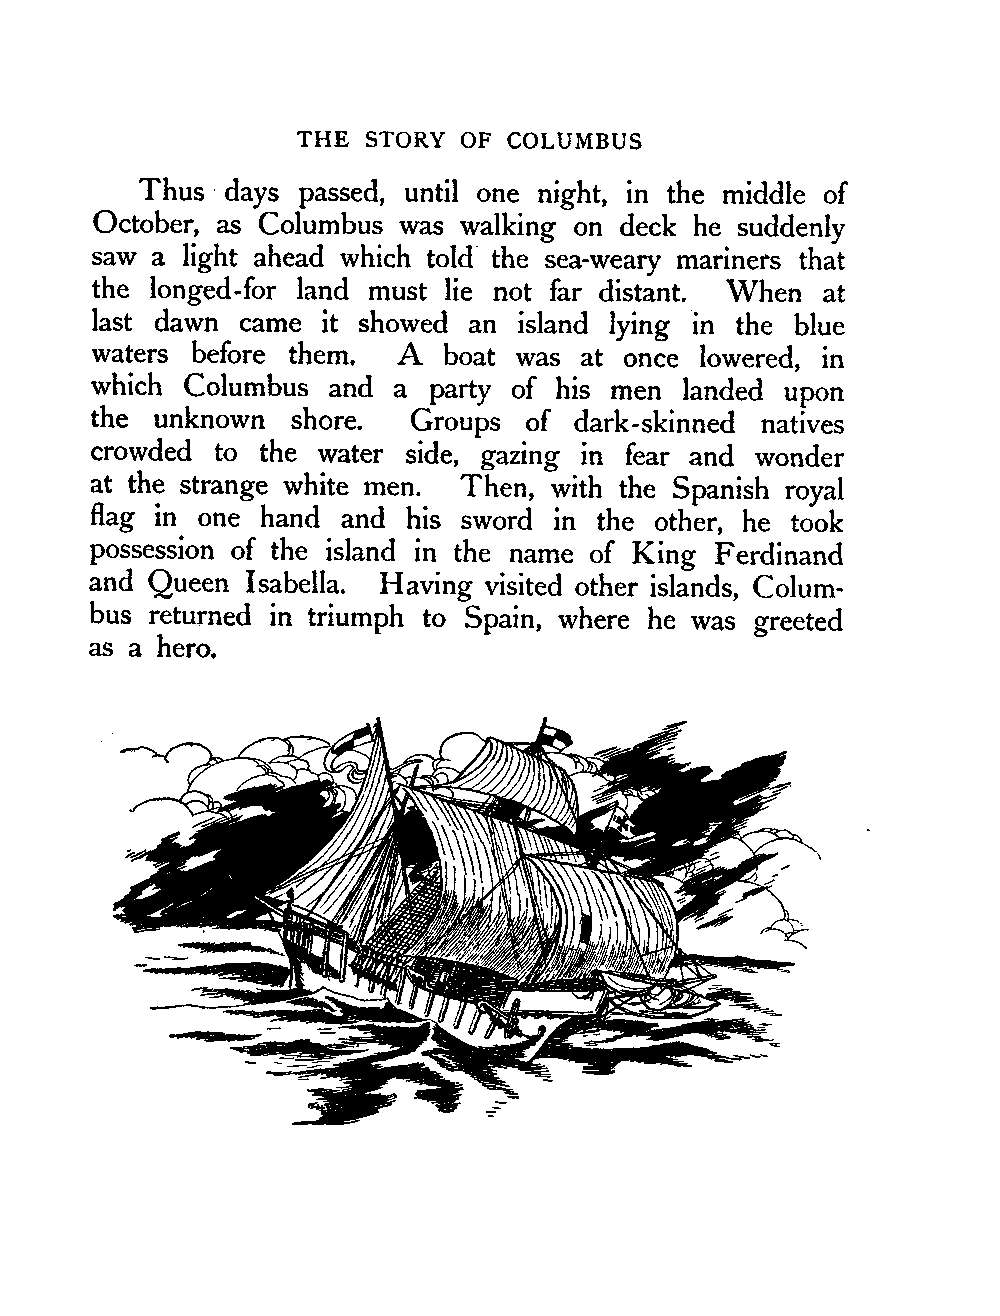 THE STORY OF COLUMBUS
Thus days passed, until one night, in the middle of
October, as Columbus was walking on deck he suddenly
saw a light ahead which told the sea-weary mariners that
the longed-for land must lie not far distant. When at
last dawn came it showed an island lying in the blue
waters before them. A boat was at once lowered, in
which Columbus and a party of his men landed upon
the unknown shore. Groups of dark-skinned natives
crowded to the water side, gazing in fear and wonder
at the strange white men. Then, with the Spanish royal
flag in one hand and his sword in the other, he took
possession of the island in the name of King Ferdinand
and Queen Isabella. Having visited other islands, Colum-
bus returned in triumph to Spain, where he was greeted
as a hero.